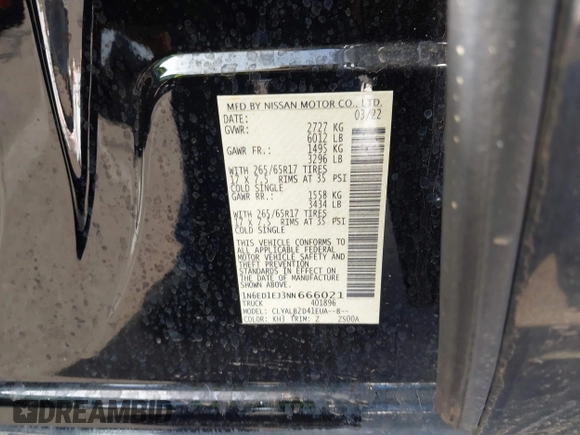 MFD BY NISSAN MOTOR CO., LTD.
DATE: 03/22
GVWR: 2727 KG
6012 LB
GAWR FR.: 1495 KG
3296 LB
WITH 265/65R17 TIRES
17 X 7.5 RIMS AT 35 PSI
COLD SINGLE
GAWR RR.: 1558 KG
3434 LB
WITH 265/65R17 TIRES
17 X 7.5 RIMS AT 35 PSI
COLD SINGLE
THIS VEHICLE CONFORMS TO
ALL APPLICABLE FEDERAL
MOTOR VEHICLE SAFETY AND
THEFT PREVENTION
STANDARDS IN EFFECT ON THE
DATE OF MANUFACTURE
SHOWN ABOVE.
1N6ED1EJ3NN666021
TRUCK 401896
MODEL: CLYALBZD41EUA--B--
COLOR: KH3 TRIM: Z ZS00A
DREAMBID